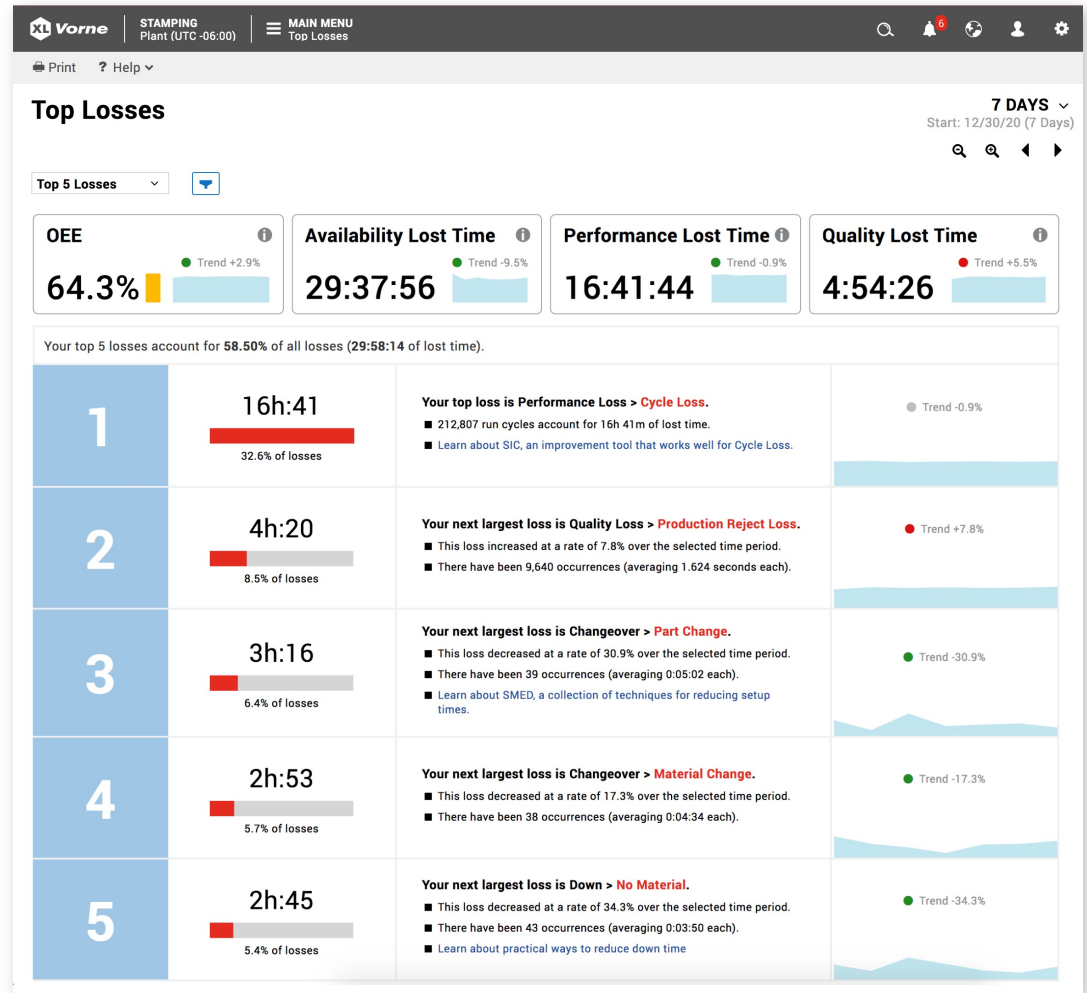 XL Vorne
STAMPING
Plant (UTC -06:00)
MAIN MENU
Top Losses
6
Print
? Help
Top Losses
7 DAYS
Start: 12/30/20 (7 Days)
Top 5 Losses
OEE
Trend +2.9%
64.3%
Availability Lost Time
Trend -9.5%
29:37:56
Performance Lost Time
Trend -0.9%
16:41:44
Quality Lost Time
Trend +5.5%
4:54:26
Your top 5 losses account for 58.50% of all losses (29:58:14 of lost time).
1
16h:41
32.6% of losses
Your top loss is Performance Loss > Cycle Loss.
■ 212,807 run cycles account for 16h 41m of lost time.
■ Learn about SIC, an improvement tool that works well for Cycle Loss.
Trend -0.9%
2
4h:20
8.5% of losses
Your next largest loss is Quality Loss > Production Reject Loss.
■ This loss increased at a rate of 7.8% over the selected time period.
■ There have been 9,640 occurrences (averaging 1.624 seconds each).
Trend +7.8%
3
3h:16
6.4% of losses
Your next largest loss is Changeover > Part Change.
■ This loss decreased at a rate of 30.9% over the selected time period.
■ There have been 39 occurrences (averaging 0:05:02 each).
■ Learn about SMED, a collection of techniques for reducing setup
times.
Trend -30.9%
4
2h:53
5.7% of losses
Your next largest loss is Changeover > Material Change.
■ This loss decreased at a rate of 17.3% over the selected time period.
■ There have been 38 occurrences (averaging 0:04:34 each).
Trend -17.3%
5
2h:45
5.4% of losses
Your next largest loss is Down > No Material.
■ This loss decreased at a rate of 34.3% over the selected time period.
■ There have been 43 occurrences (averaging 0:03:50 each).
■ Learn about practical ways to reduce down time
Trend -34.3%